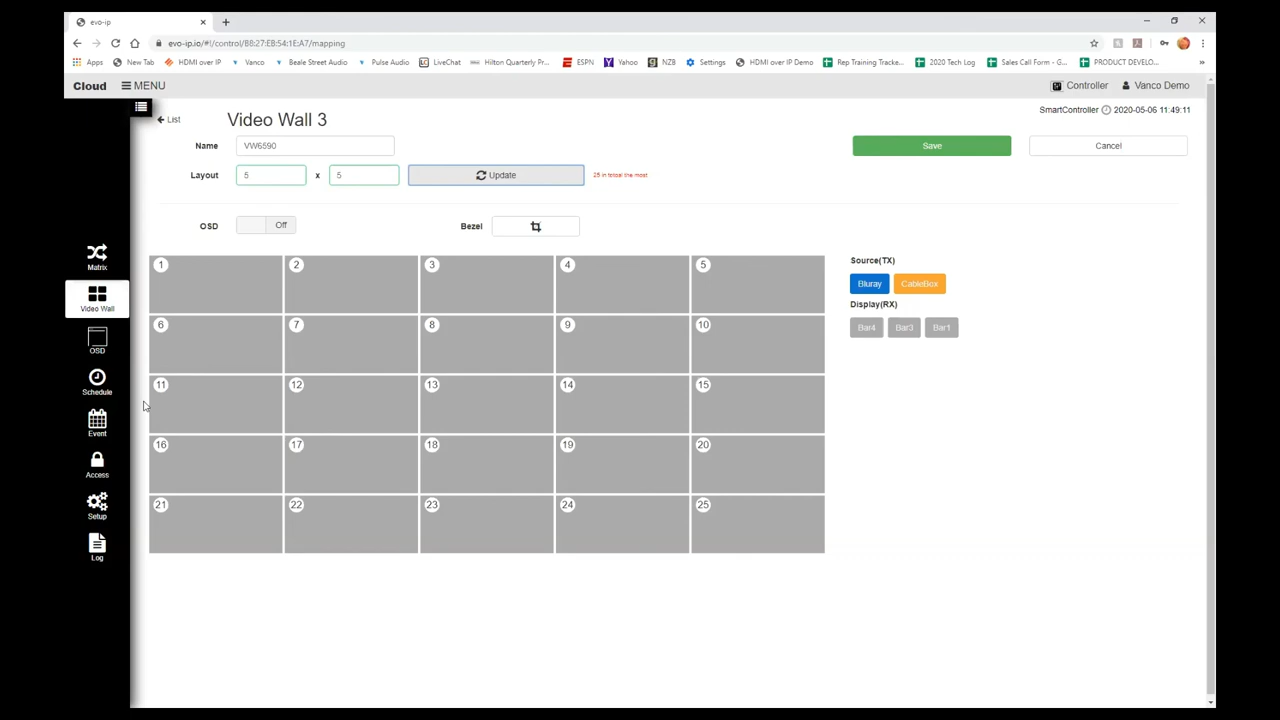 evo-ip
evo-ip.io/#!/control/B8:27:EB:54:1E:A7/mapping
Apps New Tab HDMI over IP Vanco Beale Street Audio Pulse Audio LiveChat Hilton Quarterly Pr... ESPN Yahoo NZB Settings HDMI over IP Demo Rep Training Tracke... 2020 Tech Log Sales Call Form - G... PRODUCT DEVELO...
Cloud MENU Controller Vanco Demo
SmartController 2020-05-06 11:49:11
List Video Wall 3
Name VW6590 Save Cancel
Layout 5 x 5 Update 25 in totoal the most
OSD Off Bezel
Matrix
Video Wall
OSD
Schedule
Event
Access
Setup
Log
1 2 3 4 5
6 7 8 9 10
11 12 13 14 15
16 17 18 19 20
21 22 23 24 25
Source(TX)
Bluray CableBox
Display(RX)
Bar4 Bar3 Bar1